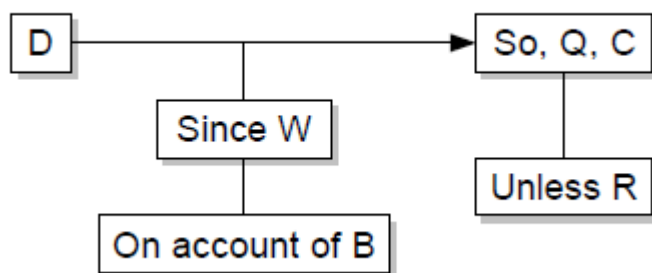 D
So, Q, C
Since W
Unless R
On account of B